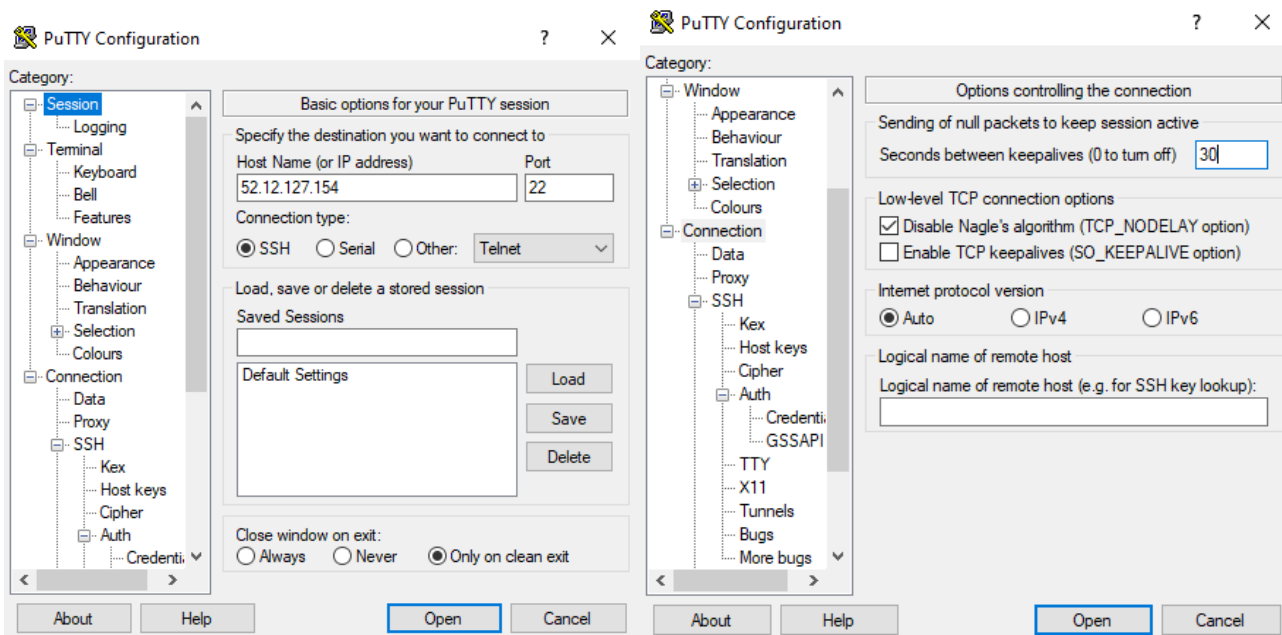 PuTTY Configuration
? ×
Category:
Session
Logging
Terminal
Keyboard
Bell
Features
Window
Appearance
Behaviour
Translation
Selection
Colours
Connection
Data
Proxy
SSH
Kex
Host keys
Cipher
Auth
Basic options for your PuTTY session
Specify the destination you want to connect to
Host Name (or IP address) Port
52.12.127.154 22
Connection type:
SSH Serial Other: Telnet
Load, save or delete a stored session
Saved Sessions
Default Settings
Load
Save
Delete
Close window on exit:
Always Never Only on clean exit
About Help Open Cancel
PuTTY Configuration
? ×
Category:
Window
Appearance
Behaviour
Translation
Selection
Colours
Connection
Data
Proxy
SSH
Kex
Host keys
Cipher
Auth
GSSAPI
TTY
X11
Tunnels
Bugs
More bugs
Options controlling the connection
Sending of null packets to keep session active
Seconds between keepalives (0 to turn off) 30
Low-level TCP connection options
Disable Nagle's algorithm (TCP_NODELAY option)
Enable TCP keepalives (SO_KEEPALIVE option)
Internet protocol version
Auto IPv4 IPv6
Logical name of remote host
Logical name of remote host (e.g. for SSH key lookup):
About Help Open Cancel